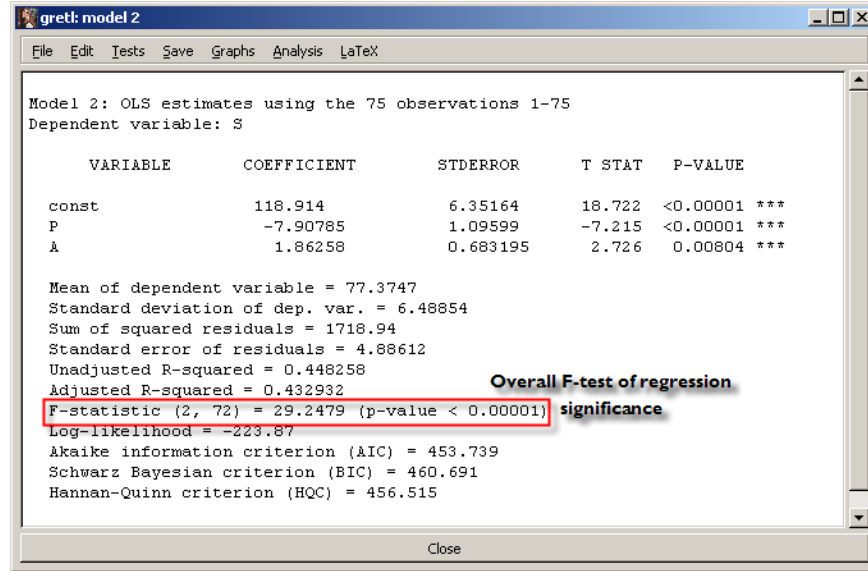 gretl: model 2
File Edit Tests Save Graphs Analysis LaTeX
Model 2: OLS estimates using the 75 observations 1-75
Dependent variable: S
VARIABLE COEFFICIENT STDERROR T STAT P-VALUE
const 118.914 6.35164 18.722 <0.00001 ***
P -7.90785 1.09599 -7.215 <0.00001 ***
A 1.86258 0.683195 2.726 0.00804 ***
Mean of dependent variable = 77.3747
Standard deviation of dep. var. = 6.48854
Sum of squared residuals = 1718.94
Standard error of residuals = 4.88612
Unadjusted R-squared = 0.448258
Adjusted R-squared = 0.432932
Overall F-test of regression
F-statistic (2, 72) = 29.2479 (p-value < 0.00001)
significance
Log-likelihood = -223.87
Akaike information criterion (AIC) = 453.739
Schwarz Bayesian criterion (BIC) = 460.691
Hannan-Quinn criterion (HQC) = 456.515
Close